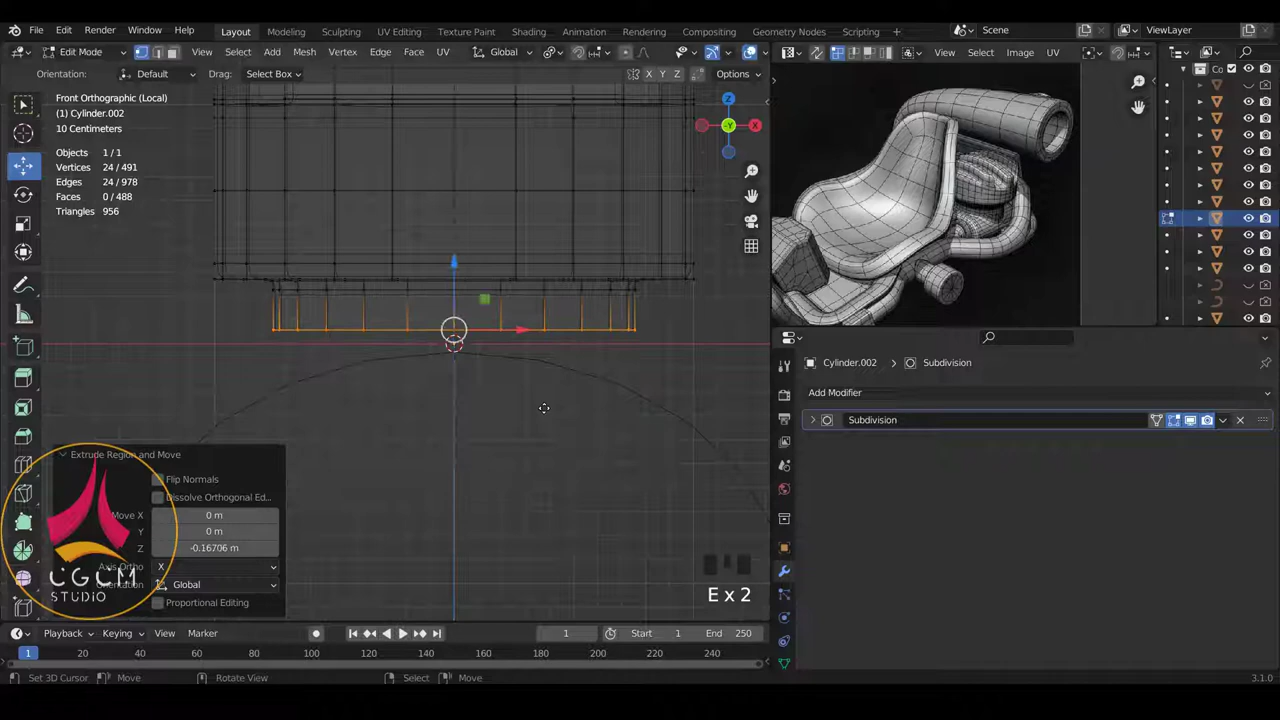 File Edit Render Window Help Layout Modeling Sculpting UV Editing Texture Paint Shading Animation Rendering Compositing Geometry Nodes Scripting Scene ViewLayer
Edit Mode View Select Add Mesh Vertex Edge Face UV Global View Select Image UV
Orientation: Default Drag: Select Box X Y Z Options
Co
Front Orthographic (Local)
(1) Cylinder.002
10 Centimeters
Objects 1 / 1
Vertices 24 / 491
Edges 24 / 978
Faces 0 / 488
Triangles 956
Z
X
-Y
Cylinder.002 > Subdivision
Add Modifier
Subdivision
Extrude Region and Move
Flip Normals
Dissolve Orthogonal Ed...
Move X 0 m
Y 0 m
Z -0.16706 m
Axis Ortho X
Orientation Global
Proportional Editing
CGCM
STUDIO
E x 2
Playback Keying View Marker 1 Start 1 End 250
1 20 40 60 80 100 120 140 160 180 200 220 240
Set 3D Cursor Move Rotate View Select Move 3.1.0